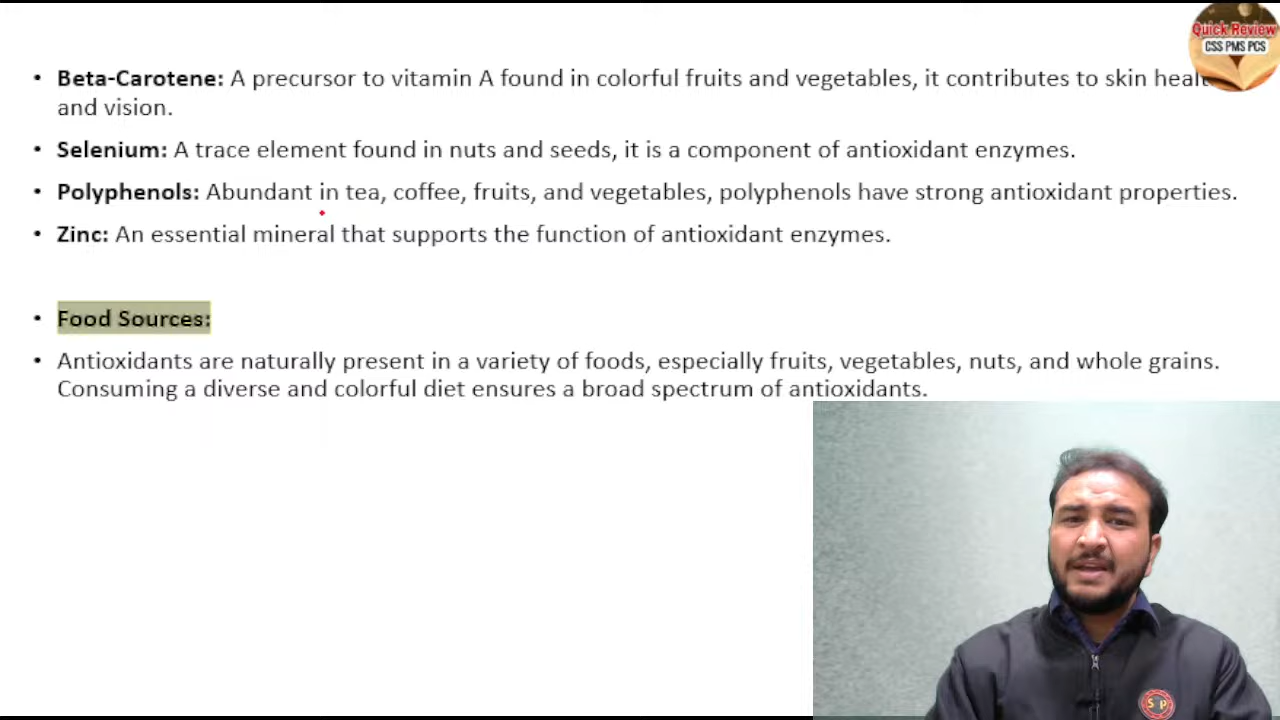 Quick Review
CSS PMS PCS
• Beta-Carotene: A precursor to vitamin A found in colorful fruits and vegetables, it contributes to skin
and vision.
• Selenium: A trace element found in nuts and seeds, it is a component of antioxidant enzymes.
• Polyphenols: Abundant in tea, coffee, fruits, and vegetables, polyphenols have strong antioxidant properties.
• Zinc: An essential mineral that supports the function of antioxidant enzymes.
• Food Sources:
• Antioxidants are naturally present in a variety of foods, especially fruits, vegetables, nuts, and whole grains.
Consuming a diverse and colorful diet ensures a broad spectrum of antioxidants.